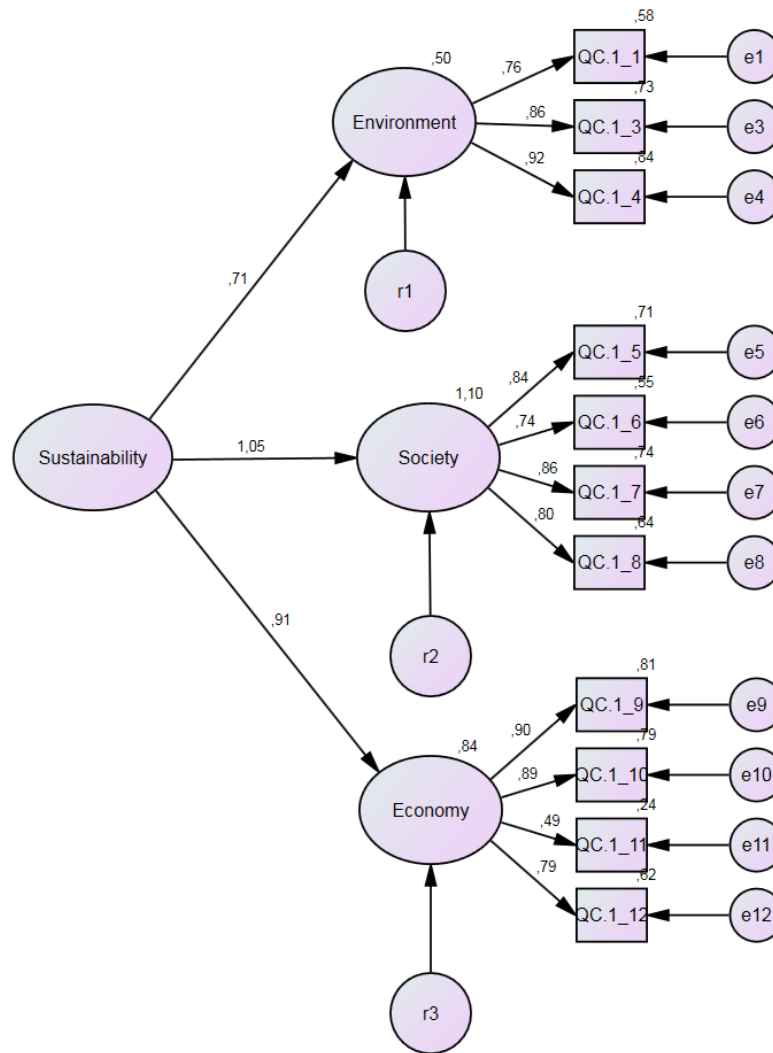 ,58
,50
,76
QC.1_1
e1
,73
Environment
,86
QC.1_3
e3
,84
,92
QC.1_4
e4
,71
r1
,71
,84
QC.1_5
e5
,55
1,10
,74
QC.1_6
e6
,74
Sustainability
1,05
Society
,86
QC.1_7
e7
,64
,80
QC.1_8
e8
,91
r2
,81
,90
QC.1_9
e9
,79
,84
,89
QC.1_10
e10
,24
Economy
,49
QC.1_11
e11
,62
,79
QC.1_12
e12
r3